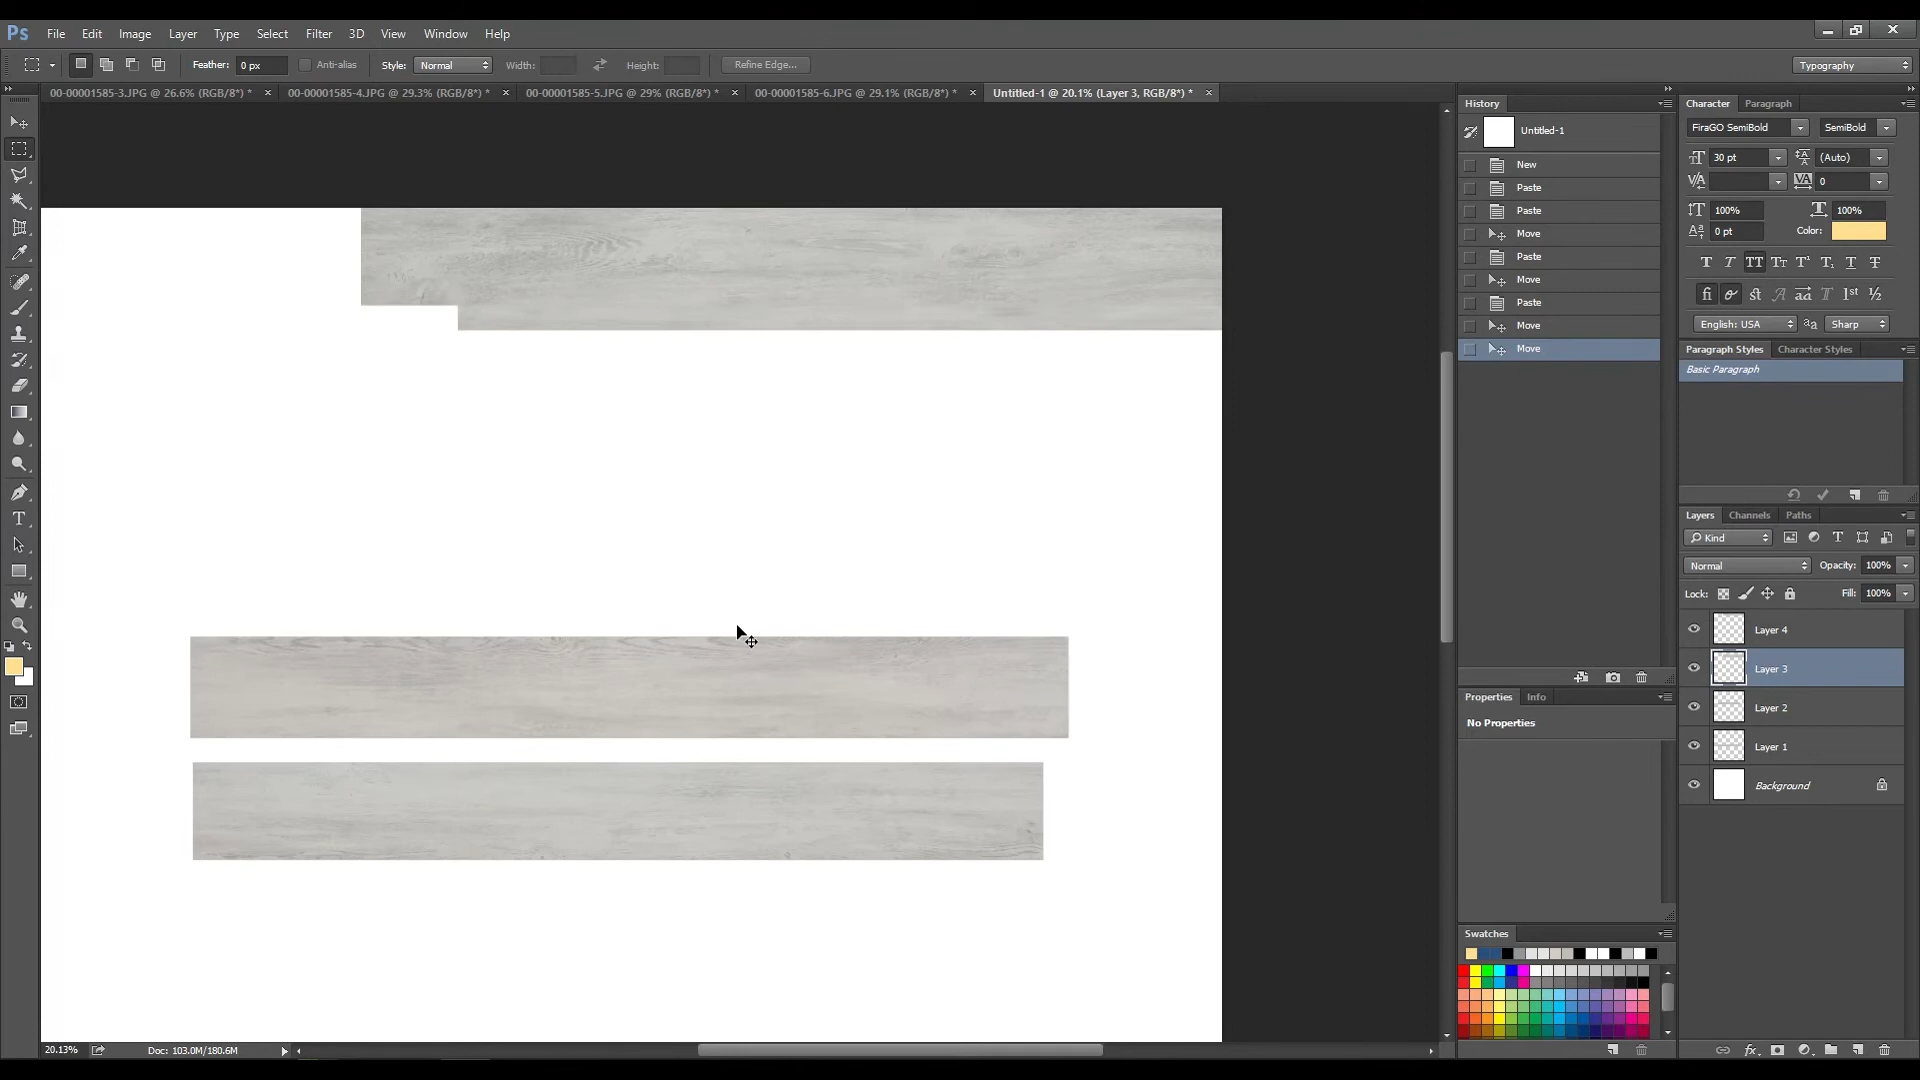 Ps File Edit Image Layer Type Select Filter 3D View Window Help
Feather: 0 px Anti-alias Style: Normal Width: Height: Refine Edge... Typography
00-00001585-3.JPG @ 26.6% (RGB/8*) * × 00-00001585-4.JPG @ 29.3% (RGB/8*) * × 00-00001585-5.JPG @ 29% (RGB/8*) * × 00-00001585-6.JPG @ 29.1% (RGB/8*) * × Untitled-1 @ 20.1% (Layer 3, RGB/8*) * ×
History
Untitled-1
New
Paste
Paste
Move
Paste
Move
Paste
Move
Move
Properties Info
No Properties
Swatches
Character Paragraph
FiraGO SemiBold SemiBold
30 pt (Auto)
0
100% 100%
0 pt Color:
English: USA Sharp
Paragraph Styles Character Styles
Basic Paragraph
Layers Channels Paths
Kind
Normal Opacity: 100%
Lock: Fill: 100%
Layer 4
Layer 3
Layer 2
Layer 1
Background
20.13% Doc: 103.0M/180.6M